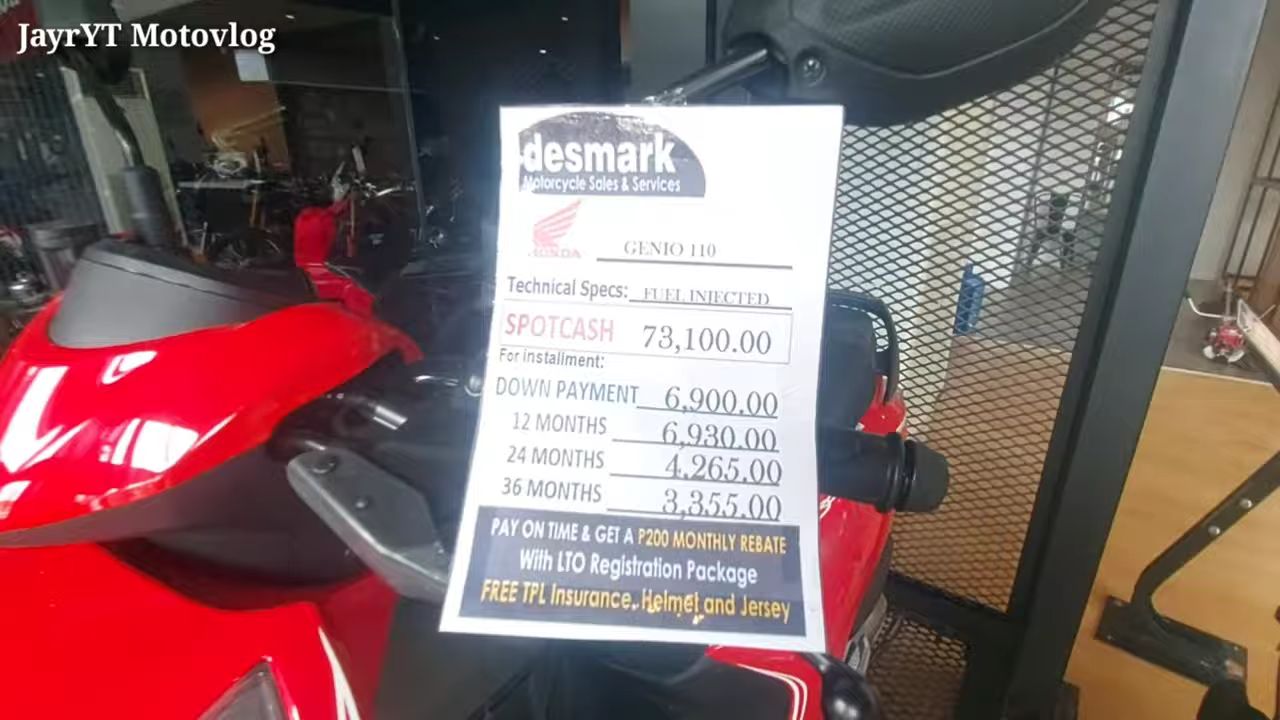 JayrYT Motovlog
desmark
Motorcycle Sales & Services
HONDA
GENIO 110
Technical Specs: FUEL INJECTED
SPOTCASH 73,100.00
For installment:
DOWN PAYMENT 6,900.00
12 MONTHS 6,930.00
24 MONTHS 4,265.00
36 MONTHS 3,355.00
PAY ON TIME & GET A P200 MONTHLY REBATE
With LTO Registration Package
FREE TPL Insurance, Helmet and Jersey